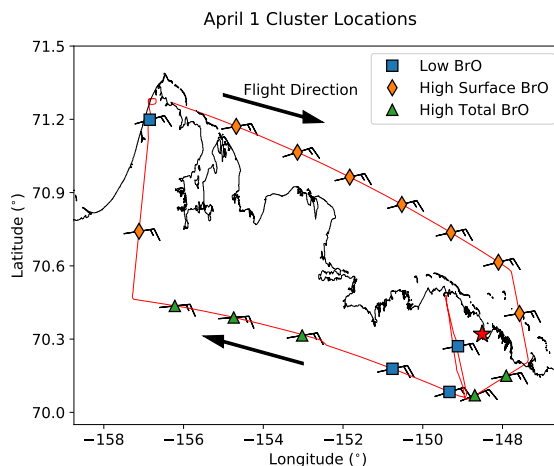 April 1 Cluster Locations
71.5
71.2
70.9
70.6
70.3
70.0
Latitude (°)
Flight Direction
Low BrO
High Surface BrO
High Total BrO
−158
−156
−154
−152
−150
−148
Longitude (°)